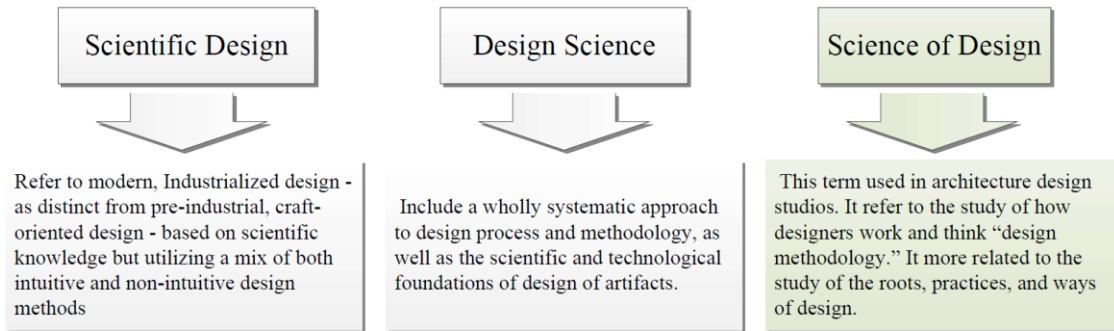 Scientific Design
Design Science
Science of Design
Refer to modern, Industrialized design -
as distinct from pre-industrial, craft-
oriented design - based on scientific
knowledge but utilizing a mix of both
intuitive and non-intuitive design
methods
Include a wholly systematic approach
to design process and methodology, as
well as the scientific and technological
foundations of design of artifacts.
This term used in architecture design
studios. It refer to the study of how
designers work and think “design
methodology.” It more related to the
study of the roots, practices, and ways
of design.